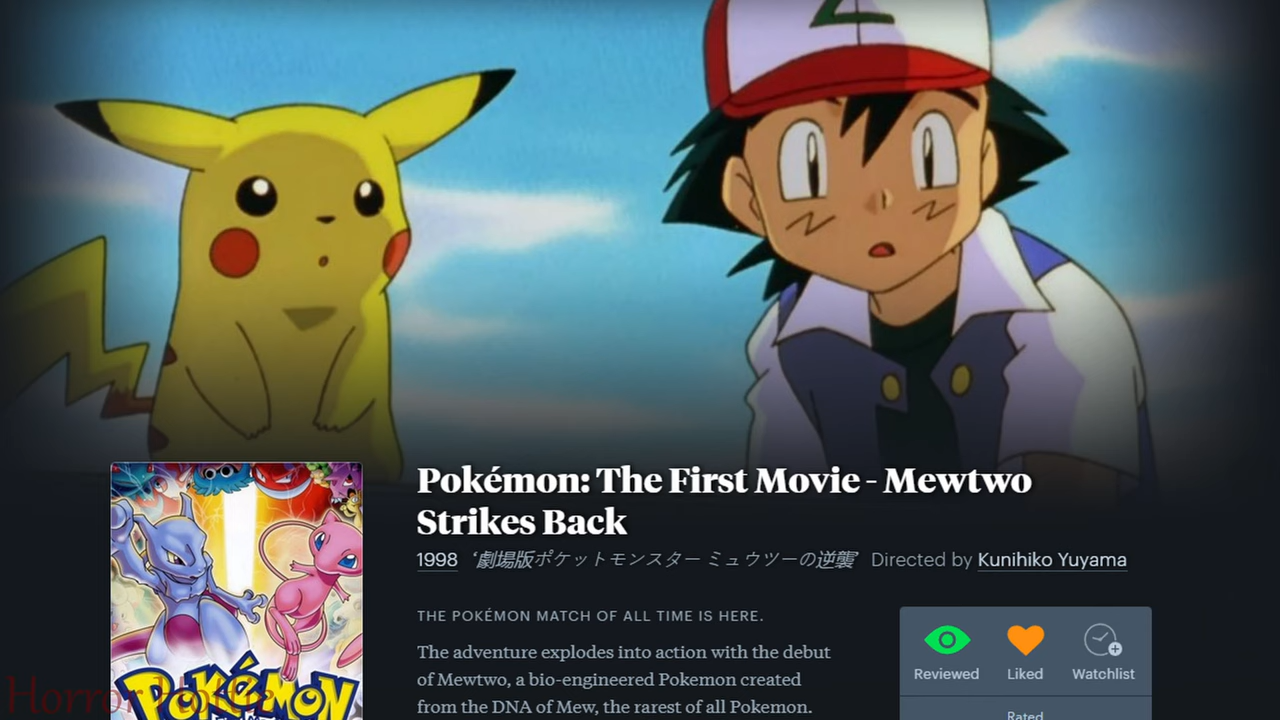 Pokémon: The First Movie - Mewtwo
Strikes Back
1998 ‘劇場版ポケットモンスター ミュウツーの逆襲’ Directed by Kunihiko Yuyama
THE POKÉMON MATCH OF ALL TIME IS HERE.
The adventure explodes into action with the debut
of Mewtwo, a bio-engineered Pokemon created
from the DNA of Mew, the rarest of all Pokemon.
Reviewed Liked Watchlist
Rated
POKéMON
Horror